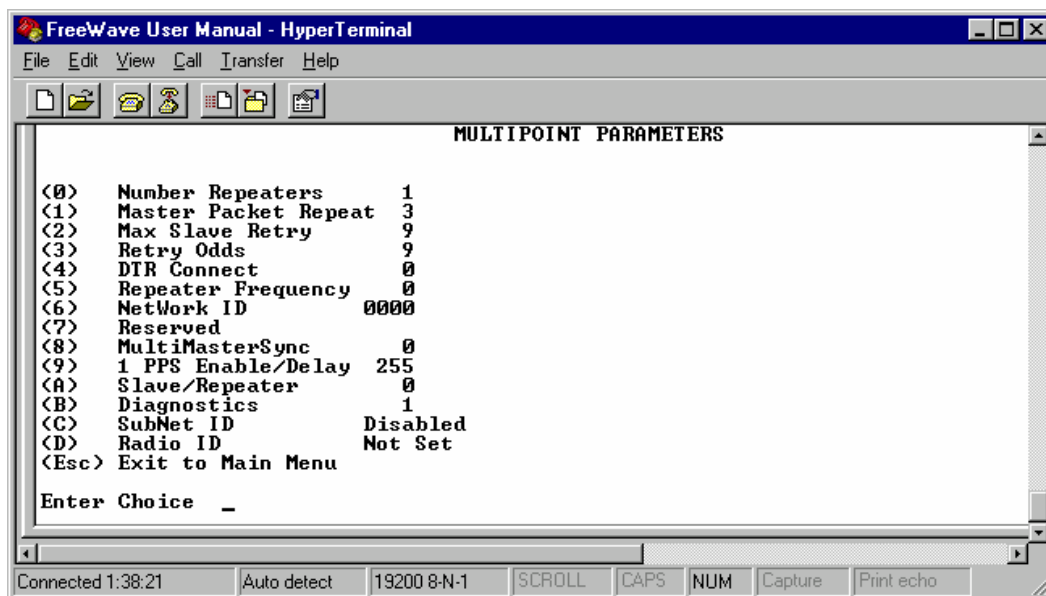 FreeWave User Manual - HyperTerminal
File Edit View Call Transfer Help
MULTIPOINT PARAMETERS
(0) Number Repeaters 1
(1) Master Packet Repeat 3
(2) Max Slave Retry 9
(3) Retry Odds 9
(4) DTR Connect 0
(5) Repeater Frequency 0
(6) NetWork ID 0000
(7) Reserved
(8) MultiMasterSync 0
(9) 1 PPS Enable/Delay 255
(A) Slave/Repeater 0
(B) Diagnostics 1
(C) SubNet ID Disabled
(D) Radio ID Not Set
(Esc) Exit to Main Menu
Enter Choice _
Connected 1:38:21 Auto detect 19200 8-N-1 SCROLL CAPS NUM Capture Print echo